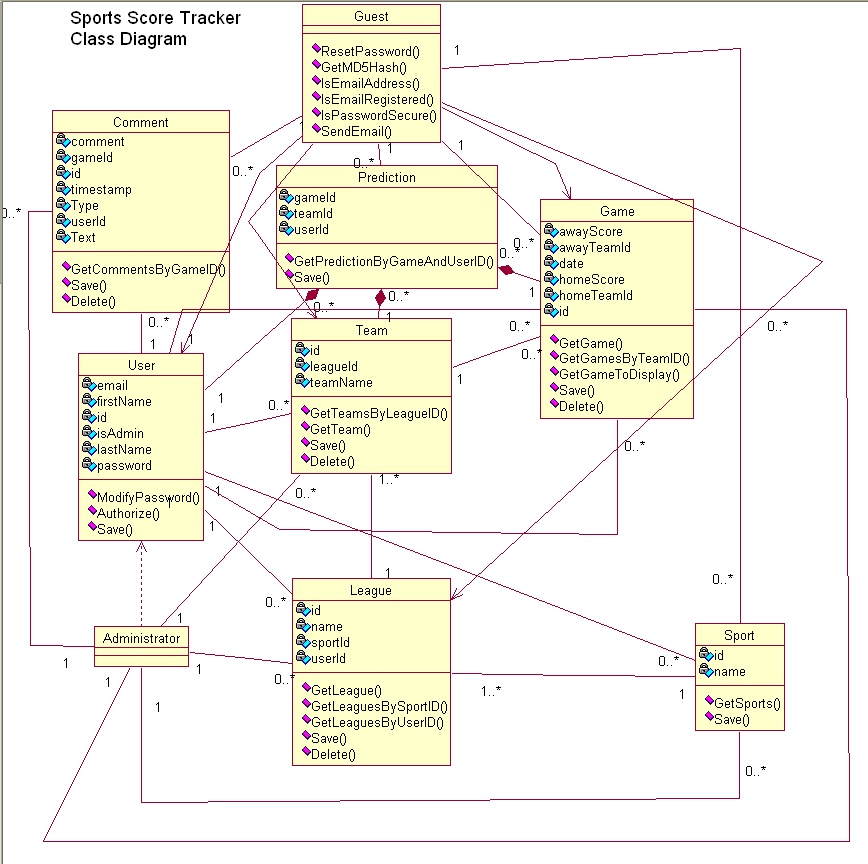 Sports Score Tracker
Class Diagram
Guest
ResetPassword()
GetMD5Hash()
IsEmailAddress()
IsEmailRegistered()
IsPasswordSecure()
SendEmail()
1
1
1
0..*
0..*
Comment
comment
gameId
id
timestamp
Type
userId
Text
GetCommentsByGameID()
Save()
Delete()
0..*
0..*
1
Prediction
gameId
teamId
userId
GetPredictionByGameAndUserID()
Save()
0..*
0..*
0..*
0..*
1
1
Game
awayScore
awayTeamId
date
homeScore
homeTeamId
id
GetGame()
GetGamesByTeamID()
GetGameToDisplay()
Save()
Delete()
0..*
0..*
0..*
0..*
1
Team
id
leagueId
teamName
GetTeamsByLeagueID()
GetTeam()
Save()
Delete()
1
0..*
0..*
1..*
User
email
firstName
id
isAdmin
lastName
password
ModifyPassword()
Authorize()
Save()
1
1
1
1
1
League
id
name
sportId
userId
GetLeague()
GetLeaguesBySportID()
GetLeaguesByUserID()
Save()
Delete()
1
0..*
0..*
1..*
Administrator
1
1
1
1
1
Sport
id
name
GetSports()
Save()
0..*
0..*
1
0..*